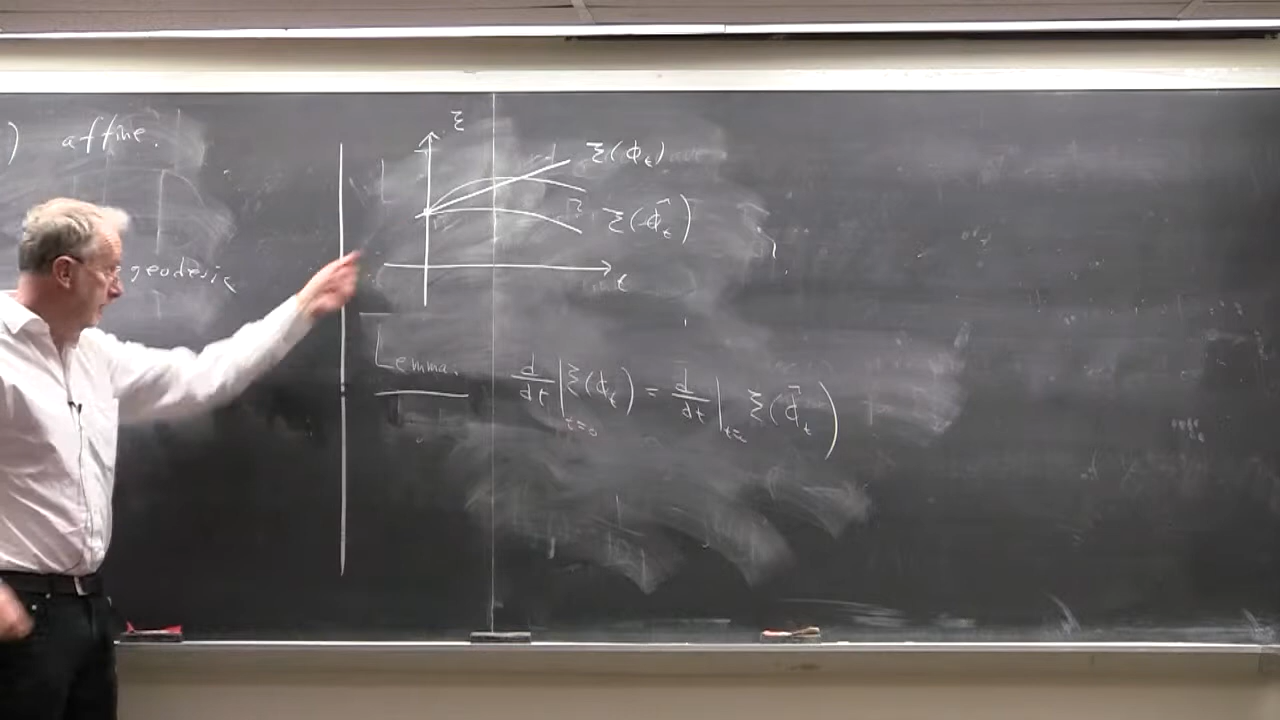 ) affine.
geodesic
Ξ
Ξ(ϕ_t)
Ξ(ϕ̃_t)
t
Lemma. d/dt|_{t=0} Ξ(ϕ_t) = d/dt|_{t=0} Ξ(ϕ̃_t)